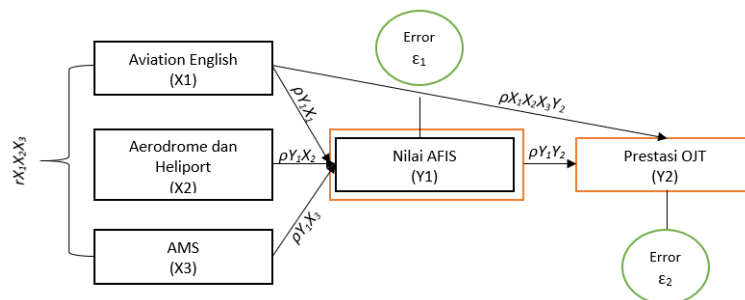 Aviation English
(X1)
Error
ε1
ρY1X1
ρX1X2X3Y2
rX1X2X3
Aerodrome dan
Heliport
(X2)
ρY1X2
Nilai AFIS
(Y1)
ρY1Y2
Prestasi OJT
(Y2)
ρY1X3
AMS
(X3)
Error
ε2